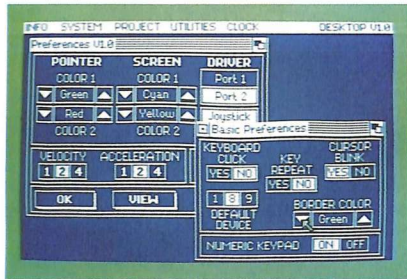 INFO SYSTEM PROJECT UTILITIES CLOCK DESKTOP V1.0
Preferences V1.0
POINTER SCREEN DRIVER
COLOR 1 COLOR 1 Port 1
Green Cyan Port 2
Red Yellow Joystick
COLOR 2 COLOR 2
VELOCITY ACCELERATION
1 2 4 1 2 4
OK VIEW
Basic Preferences
KEYBOARD CLICK
YES NO
KEY REPEAT
YES NO
CURSOR BLINK
YES NO
1 8 9
DEFAULT DEVICE
BORDER COLOR
Green
NUMERIC KEYPAD ON OFF